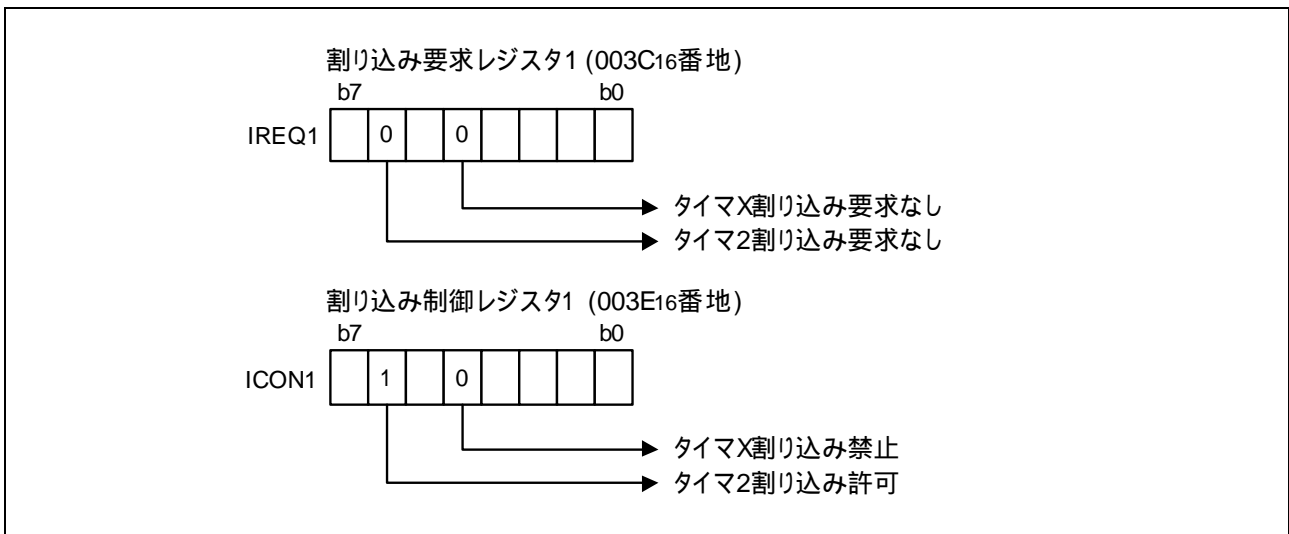 割り込み要求レジスタ1 (003C16番地)
b7 b0
IREQ1 0 0
タイマX割り込み要求なし
タイマ2割り込み要求なし
割り込み制御レジスタ1 (003E16番地)
b7 b0
ICON1 1 0
タイマX割り込み禁止
タイマ2割り込み許可